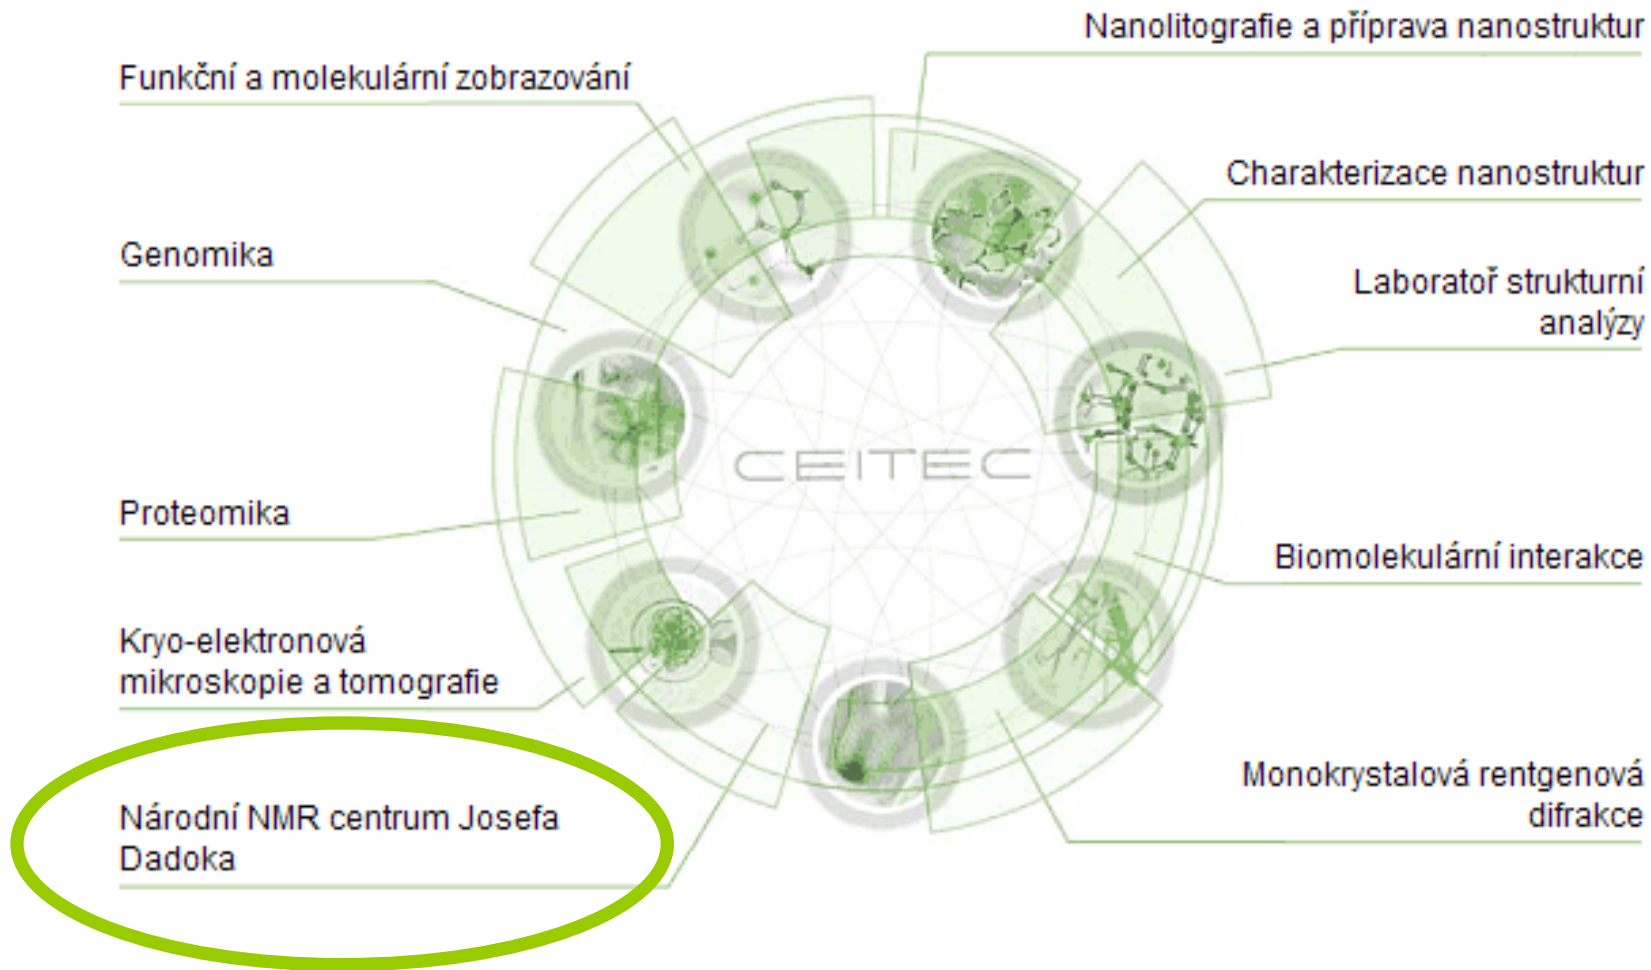 Nanolitografie a příprava nanostruktur
Funkční a molekulární zobrazování
Charakterizace nanostruktur
Genomika
Laboratoř strukturní
analýzy
CEITEC
Proteomika
Biomolekulární interakce
Kryo-elektronová
mikroskopie a tomografie
Monokrystalová rentgenová
difrakce
Národní NMR centrum Josefa
Dadoka